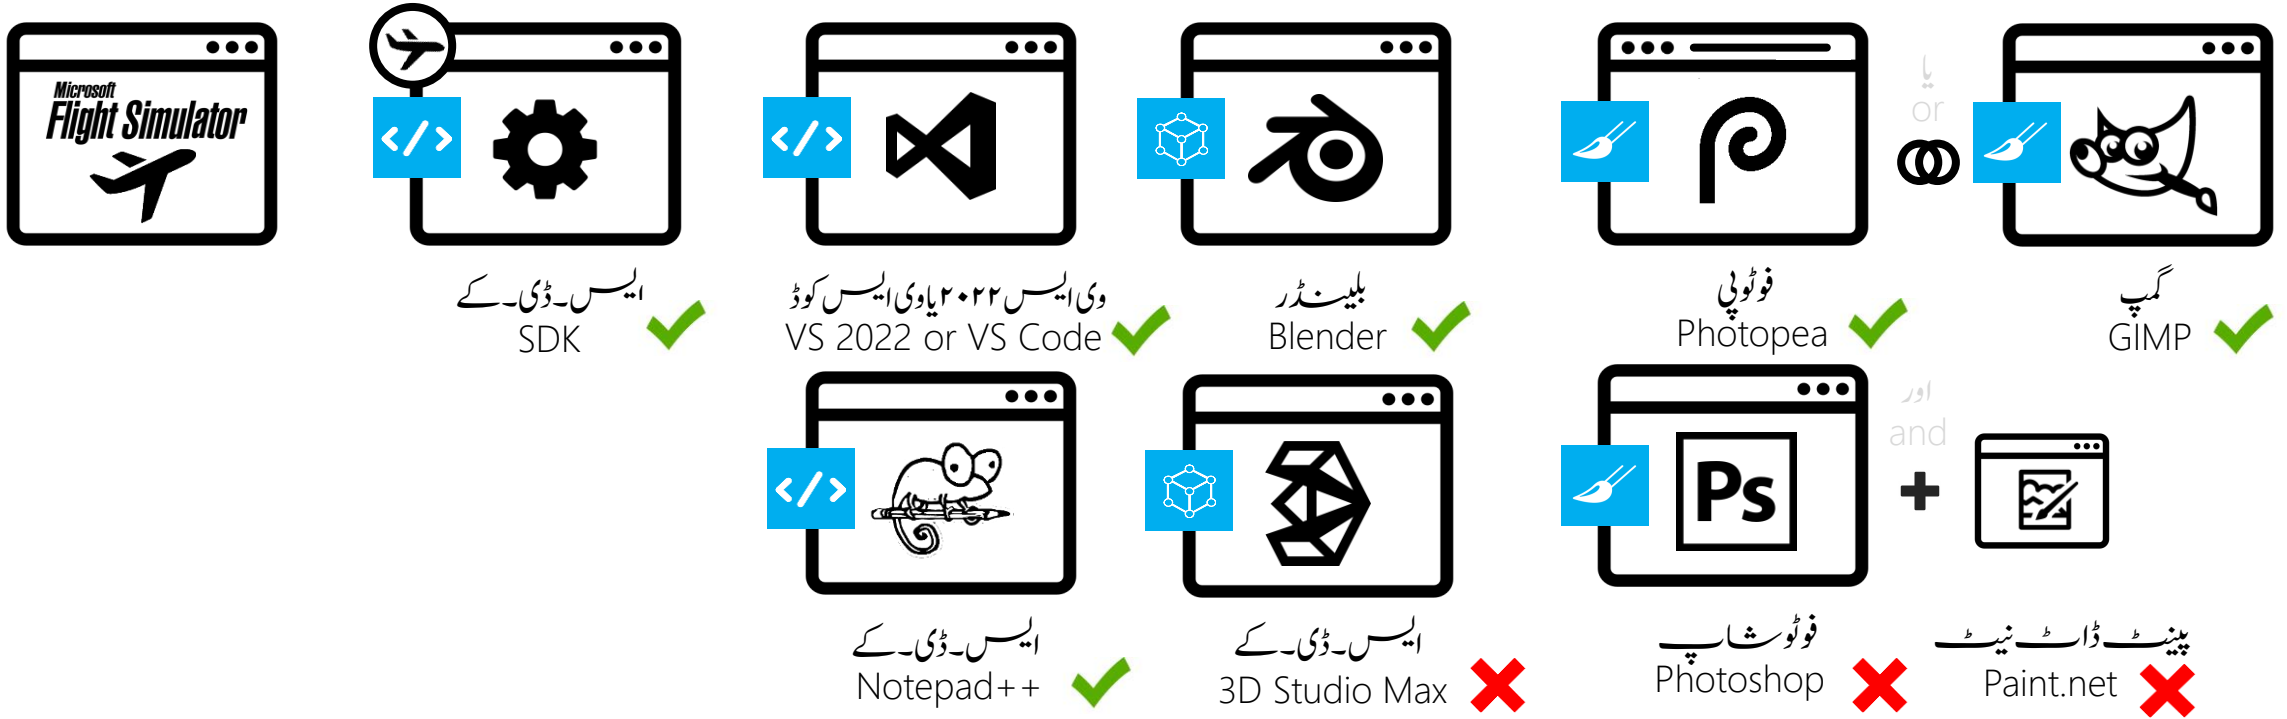 Microsoft
Flight Simulator
ایس۔ڈی۔کے
SDK
وی ایس ۲۰۲۲ یا وی ایس کوڈ
VS 2022 or VS Code
بلینڈر
Blender
فوٹوپی
Photopea
یا
or
گمپ
GIMP
ایس۔ڈی۔کے
Notepad++
ایس۔ڈی۔کے
3D Studio Max
Ps
فوٹوشاپ
Photoshop
اور
and
پینٹ ڈاٹ نیٹ
Paint.net